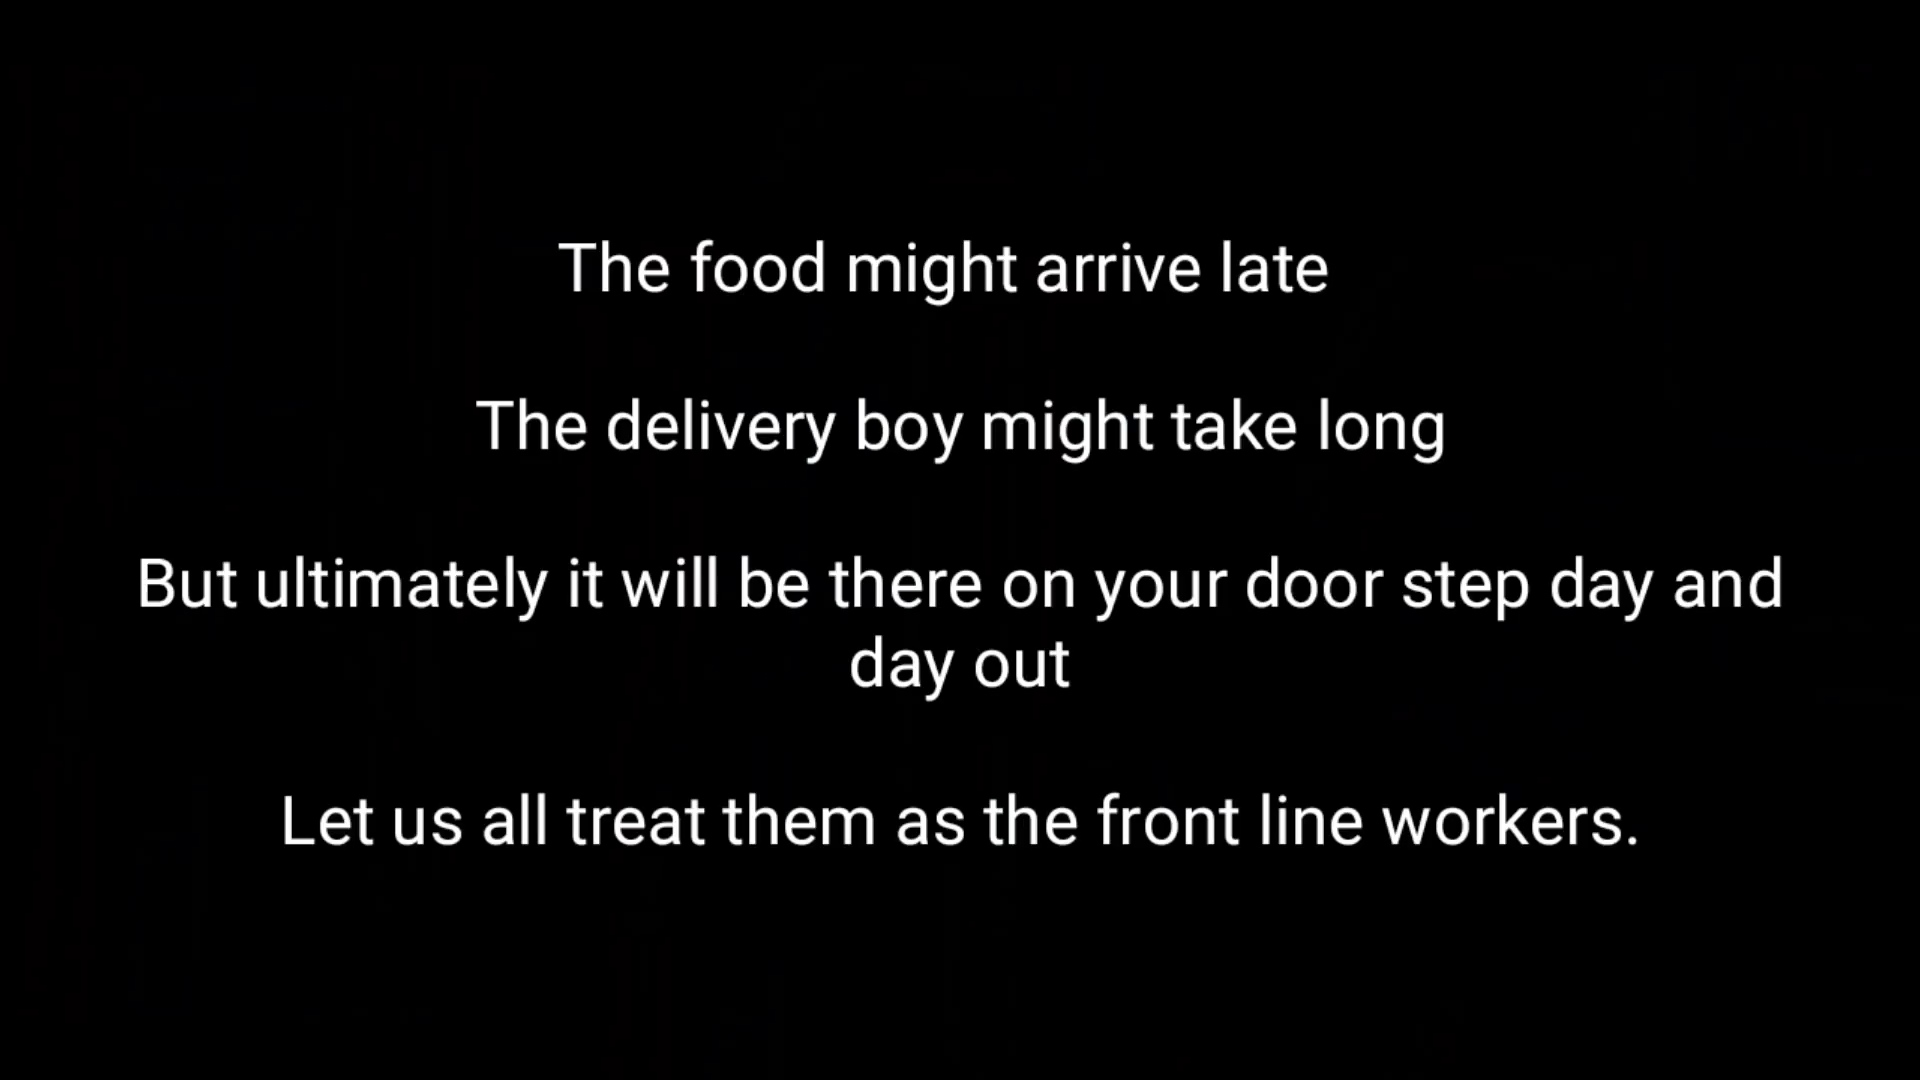 The food might arrive late
The delivery boy might take long
But ultimately it will be there on your door step day and
day out
Let us all treat them as the front line workers.